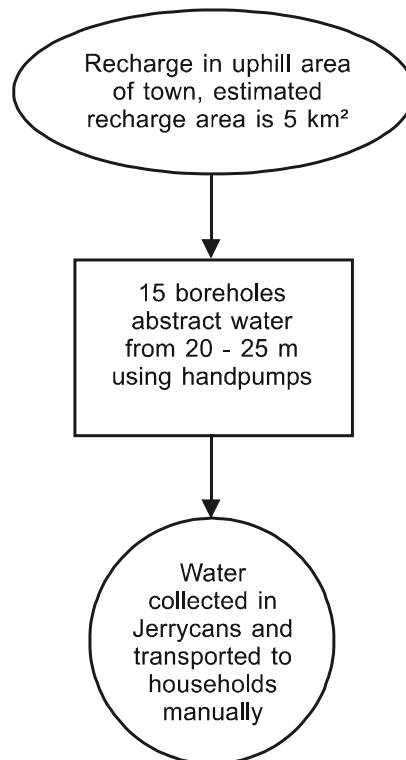 Recharge in uphill area
of town, estimated
recharge area is 5 km²
15 boreholes
abstract water
from 20 - 25 m
using handpumps
Water
collected in
Jerrycans and
transported to
households
manually